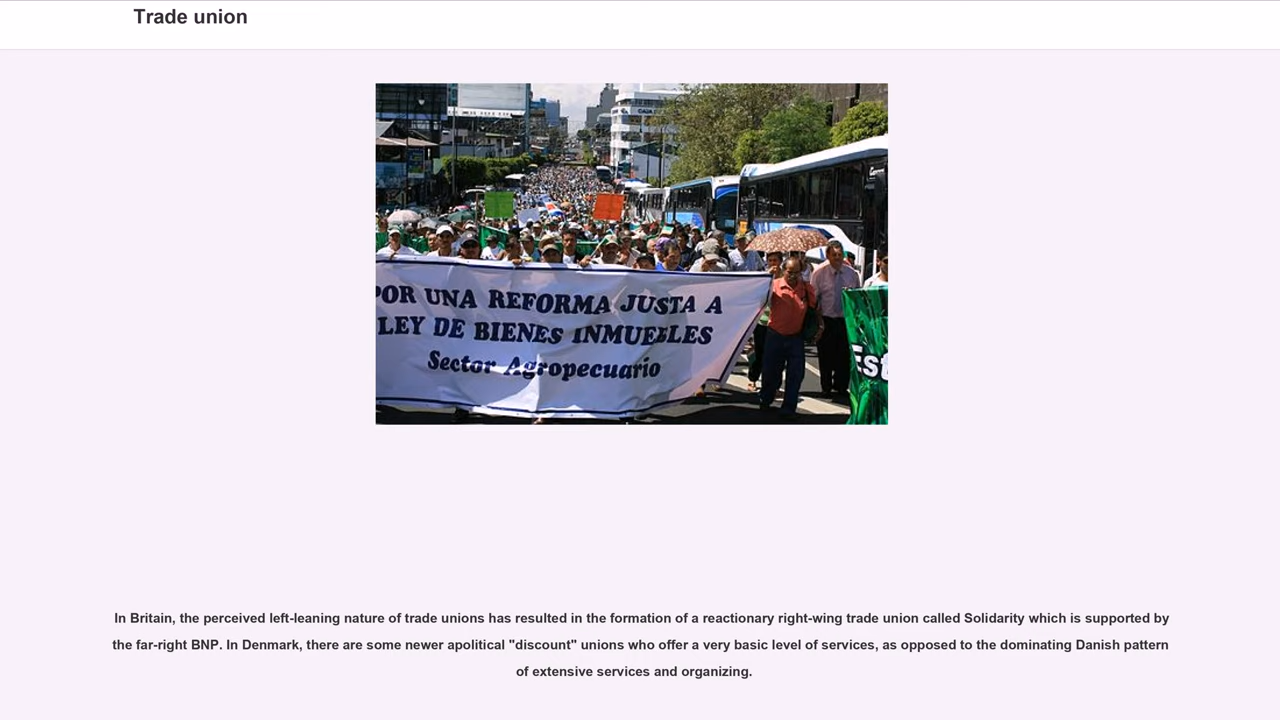 Trade union
POR UNA REFORMA JUSTA A
LEY DE BIENES INMUEBLES
Sector Agropecuario
Est
In Britain, the perceived left-leaning nature of trade unions has resulted in the formation of a reactionary right-wing trade union called Solidarity which is supported by
the far-right BNP. In Denmark, there are some newer apolitical "discount" unions who offer a very basic level of services, as opposed to the dominating Danish pattern
of extensive services and organizing.